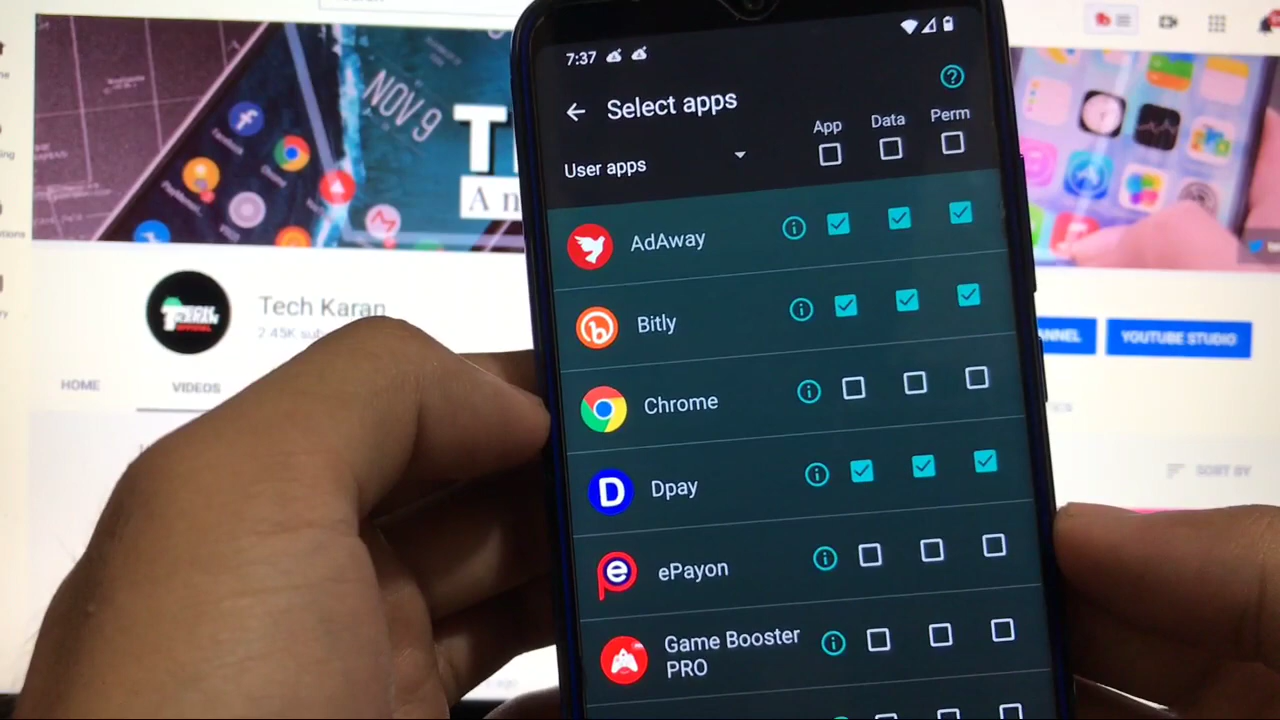 7:37
Select apps
App Data Perm
User apps
AdAway
Bitly
Chrome
Dpay
ePayon
Game Booster
PRO
NOV 9
T
An
Tech Karan
2.45K
HOME
VIDEOS
YOUTUBE STUDIO
SORT BY